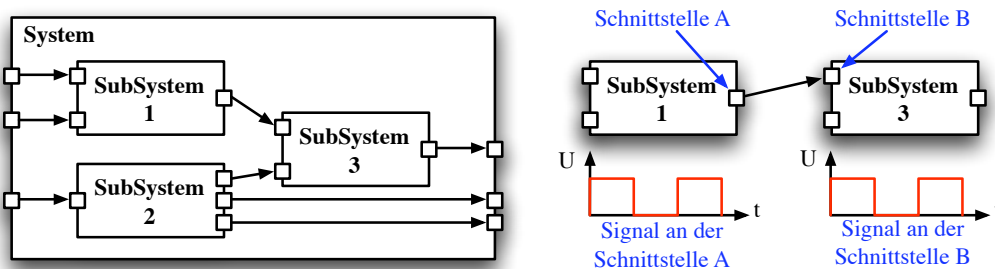 System
SubSystem
1
SubSystem
2
SubSystem
3
Schnittstelle A
Schnittstelle B
SubSystem
1
SubSystem
3
U
t
Signal an der
Schnittstelle A
U
Signal an der
Schnittstelle B